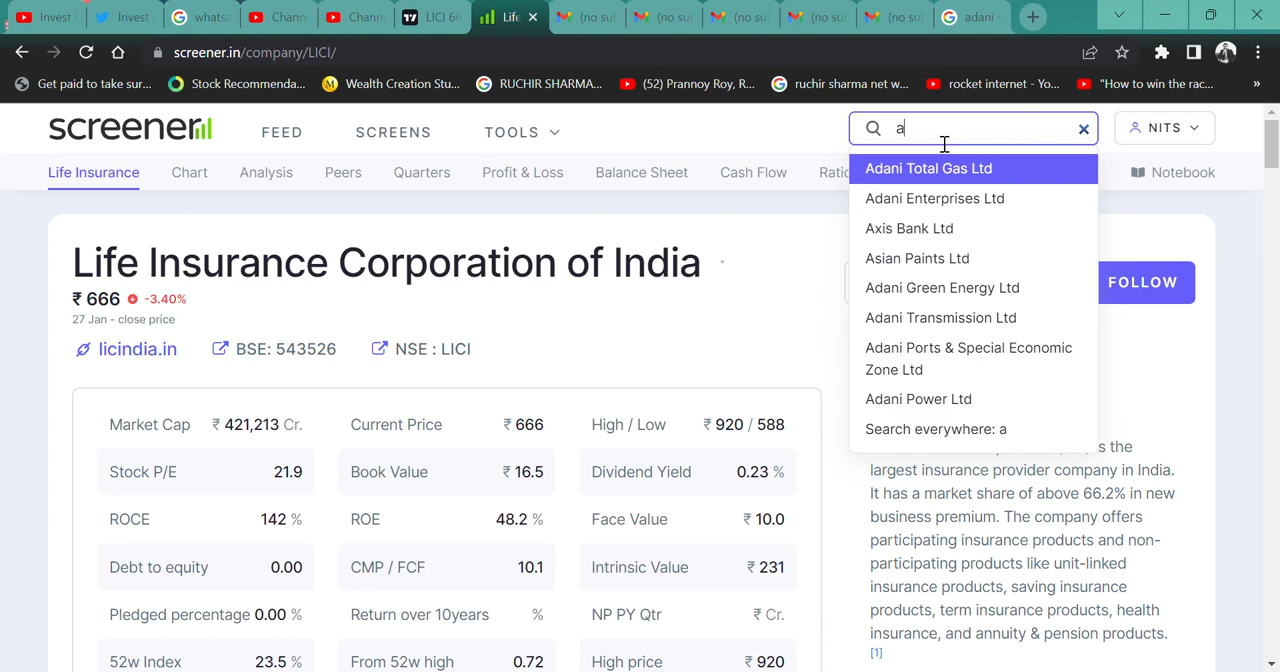 Invest
Invest
whatsa
Chann
Chann
LICI 66
Life
(no su
(no su
(no su
(no su
(no su
adani s
screener.in/company/LICI/
Get paid to take sur...
Stock Recommenda...
Wealth Creation Stu...
RUCHIR SHARMA...
(52) Prannoy Roy, R...
ruchir sharma net w...
rocket internet - Yo...
"How to win the rac...
»
screener
FEED
SCREENS
TOOLS
a
NITS
Life Insurance
Chart
Analysis
Peers
Quarters
Profit & Loss
Balance Sheet
Cash Flow
Ratio
Notebook
Adani Total Gas Ltd
Adani Enterprises Ltd
Axis Bank Ltd
Asian Paints Ltd
Adani Green Energy Ltd
Adani Transmission Ltd
Adani Ports & Special Economic
Zone Ltd
Adani Power Ltd
Search everywhere: a
Life Insurance Corporation of India
₹ 666 -3.40%
27 Jan - close price
licindia.in
BSE: 543526
NSE : LICI
FOLLOW
Market Cap ₹ 421,213 Cr.
Current Price ₹ 666
High / Low ₹ 920 / 588
Stock P/E 21.9
Book Value ₹ 16.5
Dividend Yield 0.23 %
ROCE 142 %
ROE 48.2 %
Face Value ₹ 10.0
Debt to equity 0.00
CMP / FCF 10.1
Intrinsic Value ₹ 231
Pledged percentage 0.00 %
Return over 10years %
NP PY Qtr ₹ Cr.
52w Index 23.5 %
From 52w high 0.72
High price ₹ 920
s the
largest insurance provider company in India.
It has a market share of above 66.2% in new
business premium. The company offers
participating insurance products and non-
participating products like unit-linked
insurance products, saving insurance
products, term insurance products, health
insurance, and annuity & pension products.
[1]